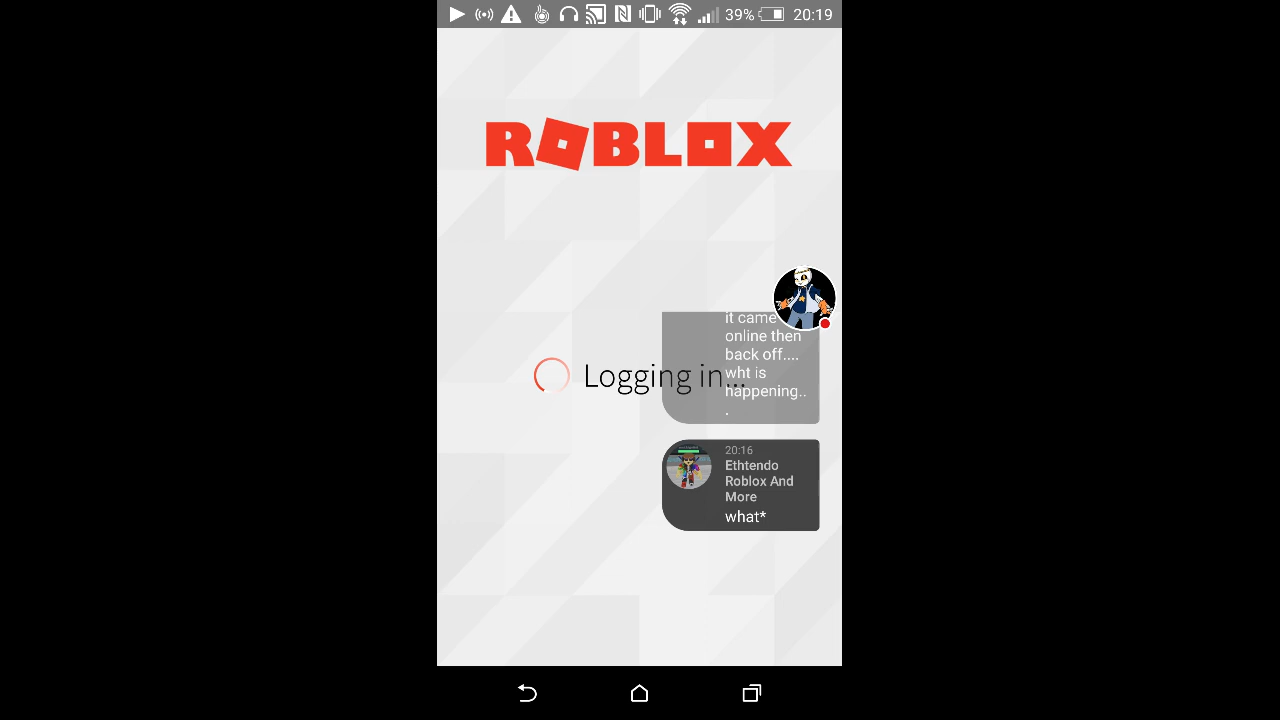 39% 20:19
ROBLOX
it came
online then
back off....
wht is
happening..
.
Logging in...
20:16
Ethtendo
Roblox And
More
what*